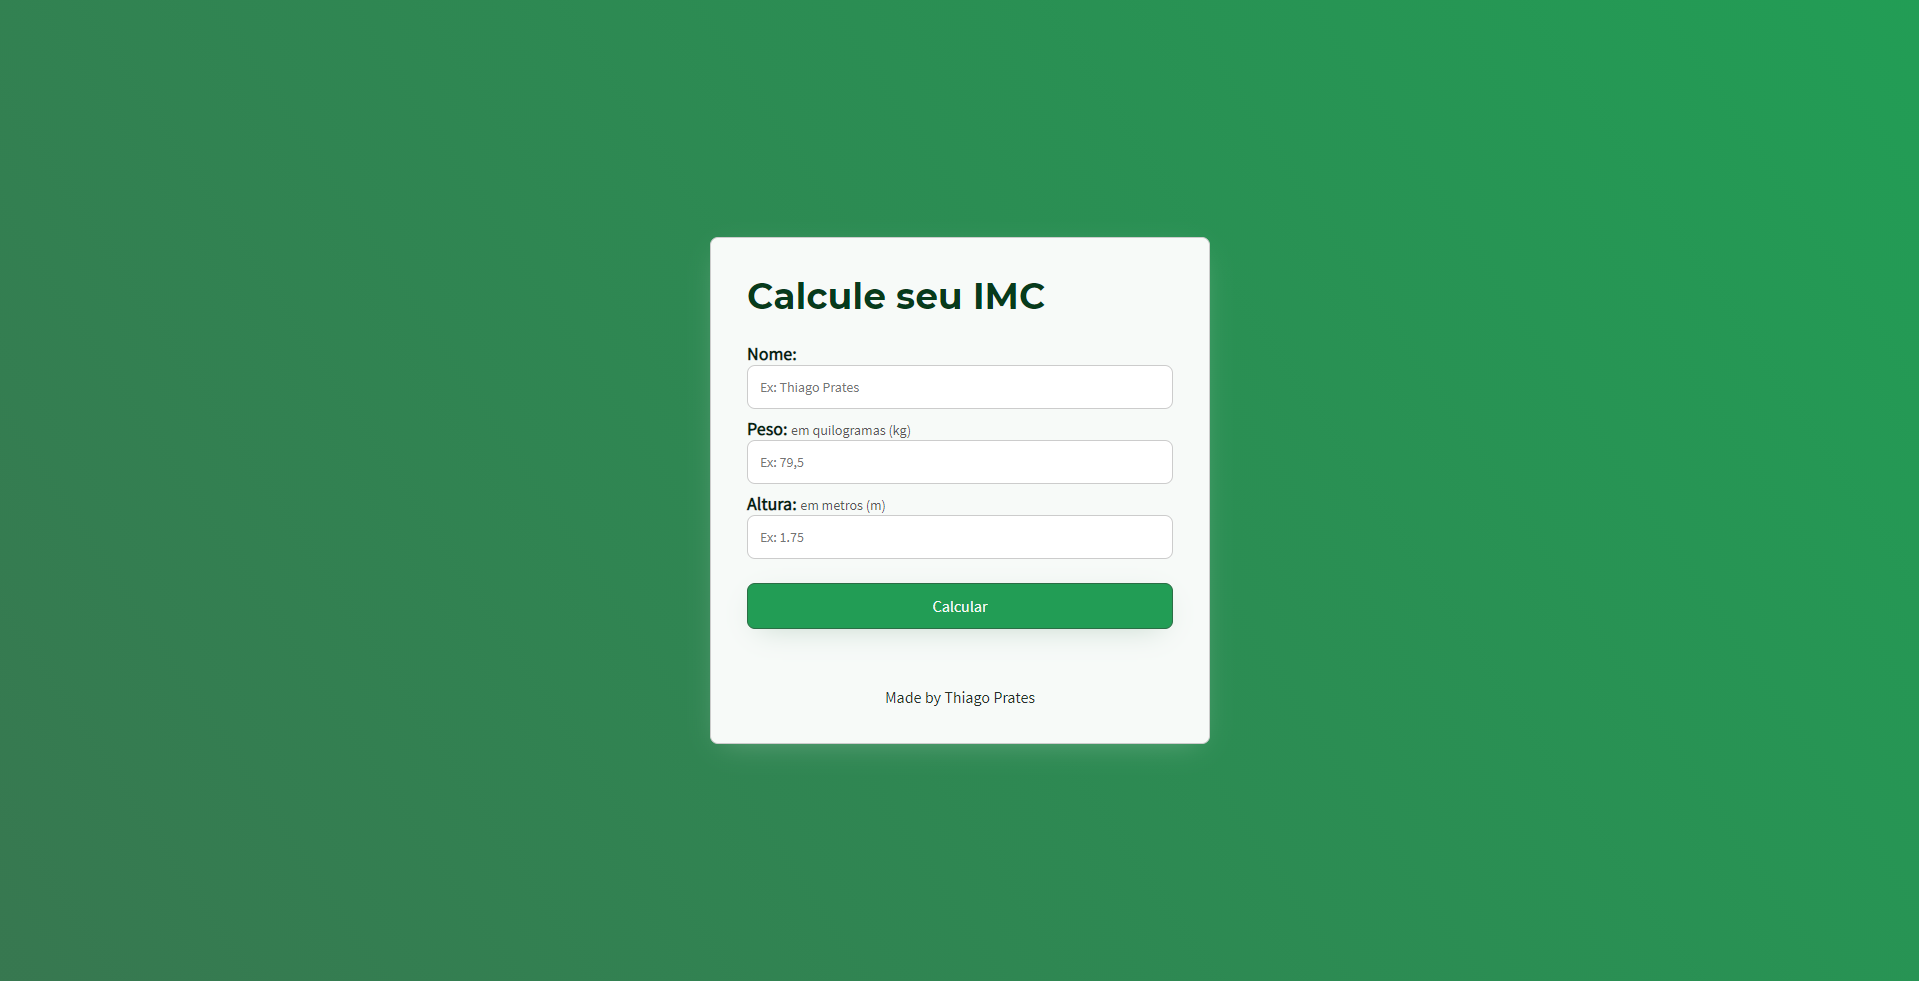 Calcule seu IMC
Nome:
Ex: Thiago Prates
Peso: em quilogramas (kg)
Ex: 79,5
Altura: em metros (m)
Ex: 1.75
Calcular
Made by Thiago Prates